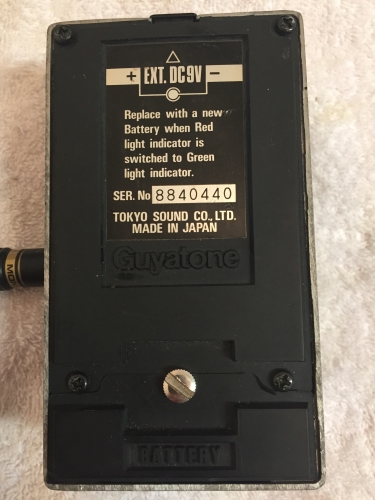 + EXT. DC9V −
Replace with a new
Battery when Red
light indicator is
switched to Green
light indicator.
SER. No 8840440
TOKYO SOUND CO., LTD.
MADE IN JAPAN
Guyatone
BATTERY